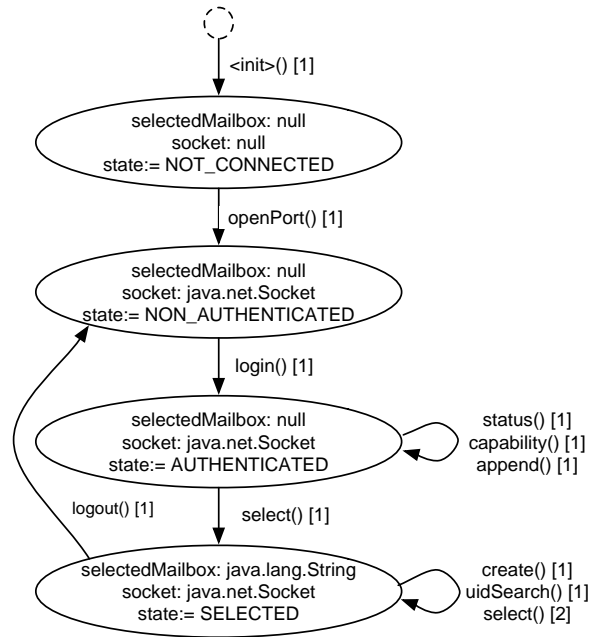 <init>() [1]
selectedMailbox: null
socket: null
state:= NOT_CONNECTED
openPort() [1]
selectedMailbox: null
socket: java.net.Socket
state:= NON_AUTHENTICATED
login() [1]
selectedMailbox: null
socket: java.net.Socket
state:= AUTHENTICATED
status() [1]
capability() [1]
append() [1]
logout() [1]
select() [1]
selectedMailbox: java.lang.String
socket: java.net.Socket
state:= SELECTED
create() [1]
uidSearch() [1]
select() [2]